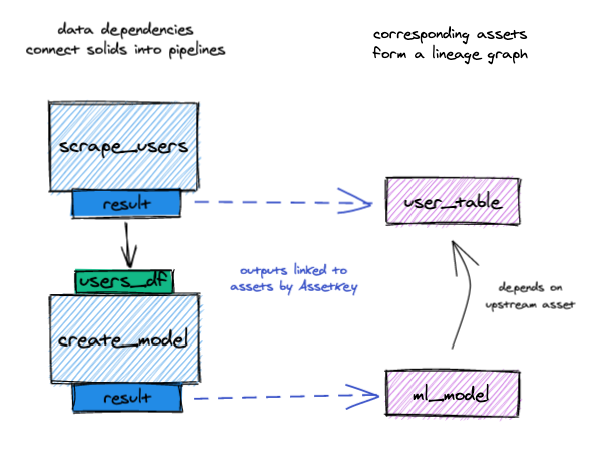 data dependencies
connect solids into pipelines
corresponding assets
form a lineage graph
scrape_users
result
user_table
users_df
outputs linked to
assets by AssetKey
depends on
upstream asset
create_model
result
ml_model